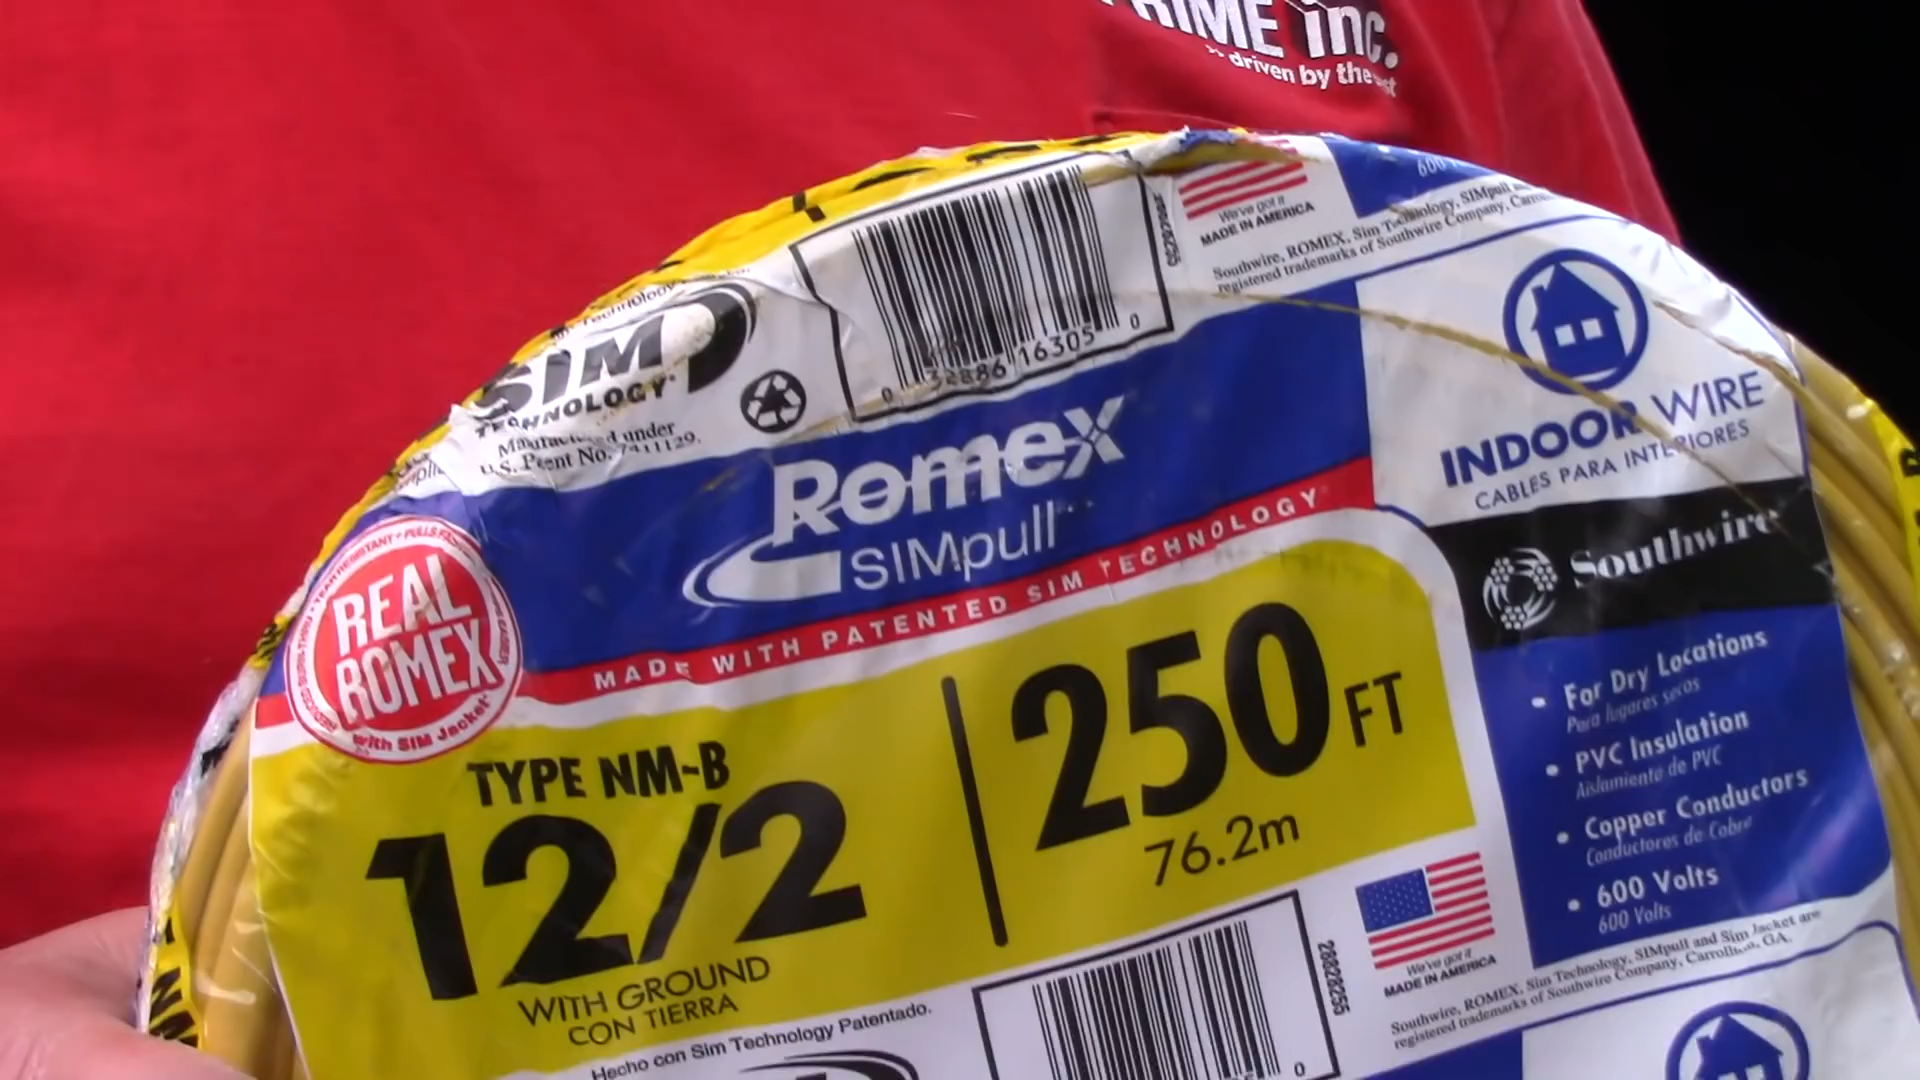 PRIME inc.
driven by the
600
We've got it
MADE IN AMERICA
Southwire, ROMEX, Sim Technology, SIMpull
registered trademarks of Southwire Company,
28828255
0 32886 16305 0
SIM
TECHNOLOGY
Manufactured under
U.S. Patent No. 7411129.
Romex
SIMpull
MADE WITH PATENTED SIM TECHNOLOGY
INDOOR WIRE
CABLES PARA INTERIORES
Southwire
REAL
ROMEX
with SIM Jacket
TYPE NM-B
12/2
WITH GROUND
CON TIERRA
250 FT
76.2m
• For Dry Locations
Para lugares secos
• PVC Insulation
Aislamiento de PVC
• Copper Conductors
Conductores de Cobre
• 600 Volts
600 Volts
We've got it
MADE IN AMERICA
28828255
Southwire, ROMEX, Sim Technology, SIMpull and Sim Jacket are
registered trademarks of Southwire Company, Carrollton, GA.
Hecho con Sim Technology Patentado.
0